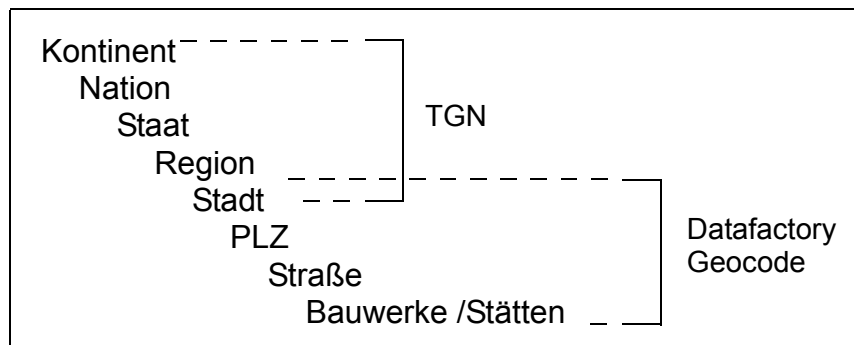 Kontinent
Nation
Staat
TGN
Region
Stadt
PLZ
Datafactory
Geocode
Straße
Bauwerke /Stätten